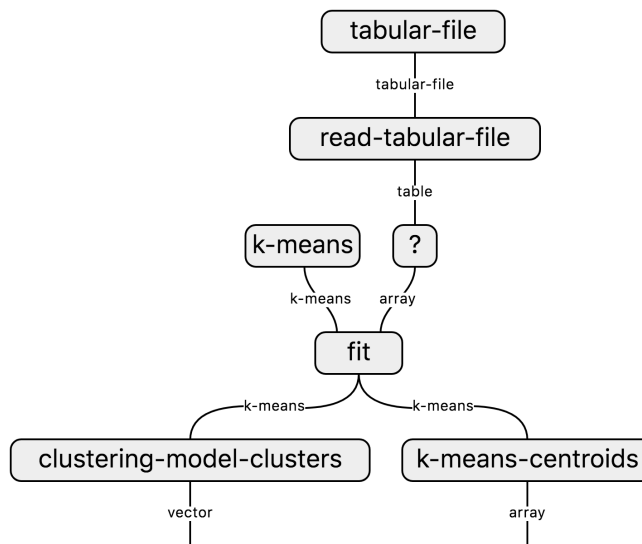 tabular-file
tabular-file
read-tabular-file
table
k-means
?
k-means
array
fit
k-means
k-means
clustering-model-clusters
k-means-centroids
vector
array